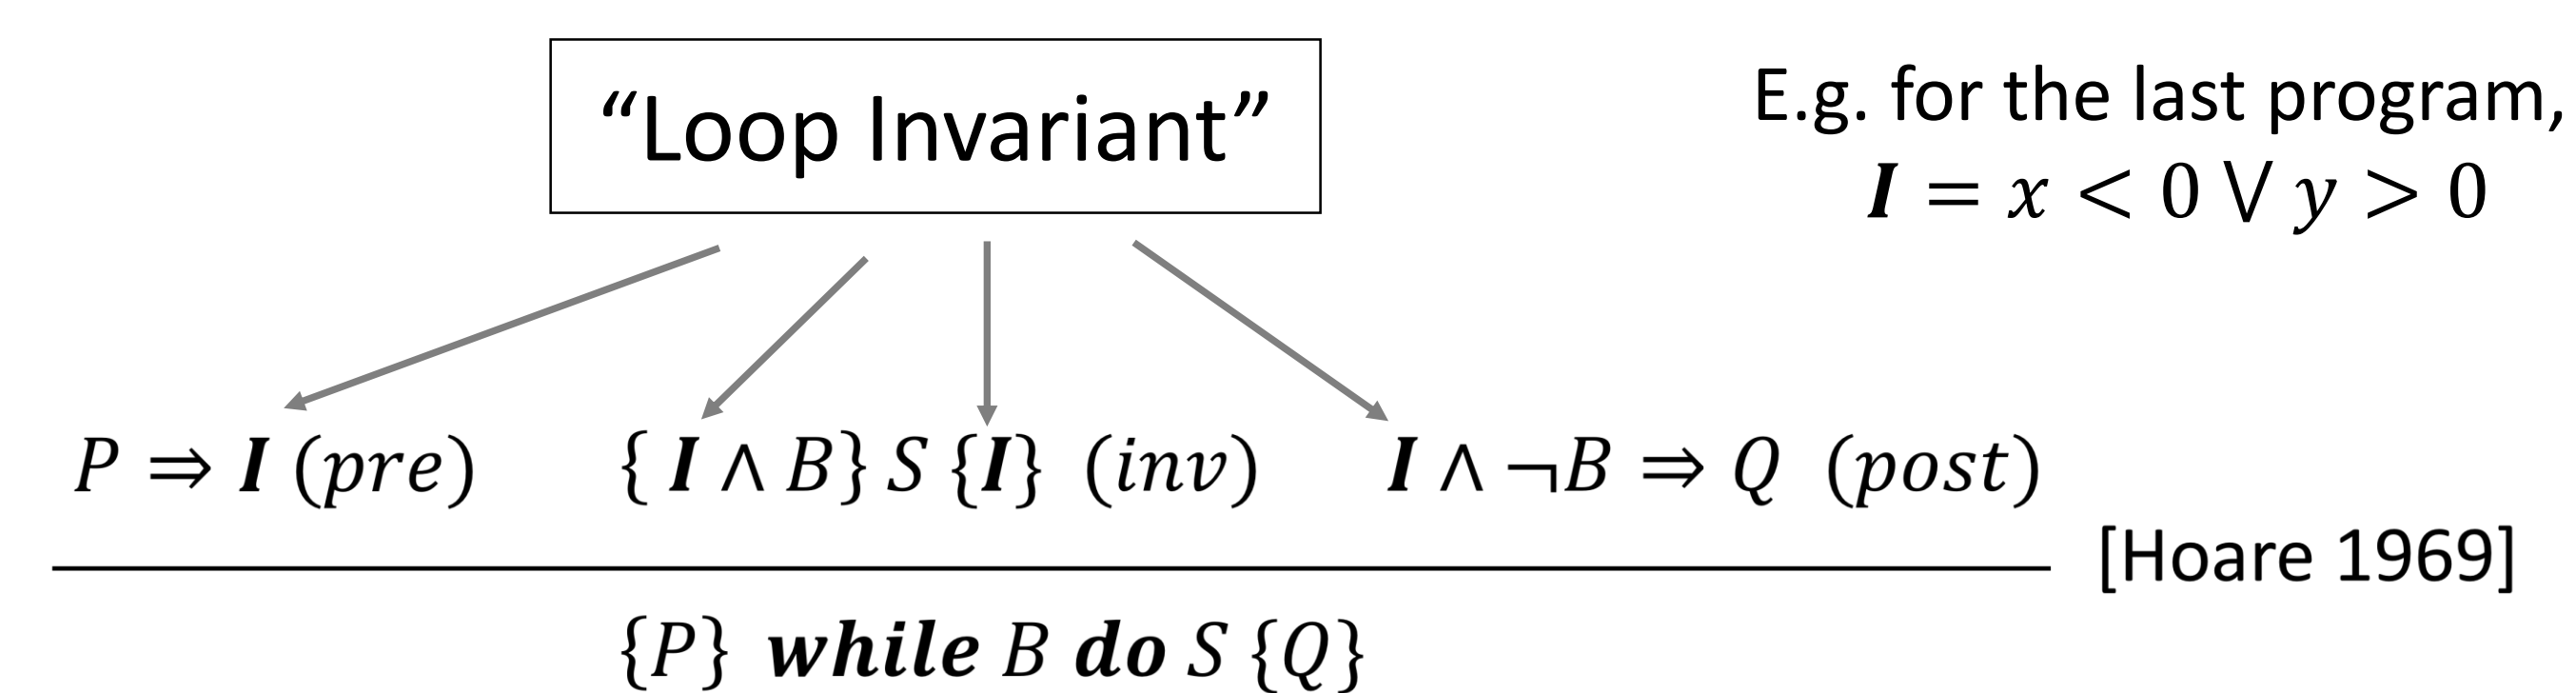 “Loop Invariant”
E.g. for the last program,
I = x < 0 ∨ y > 0
P ⇒ I (pre) { I ∧ B} S {I} (inv) I ∧ ¬B ⇒ Q (post)
[Hoare 1969]
{P} while B do S {Q}